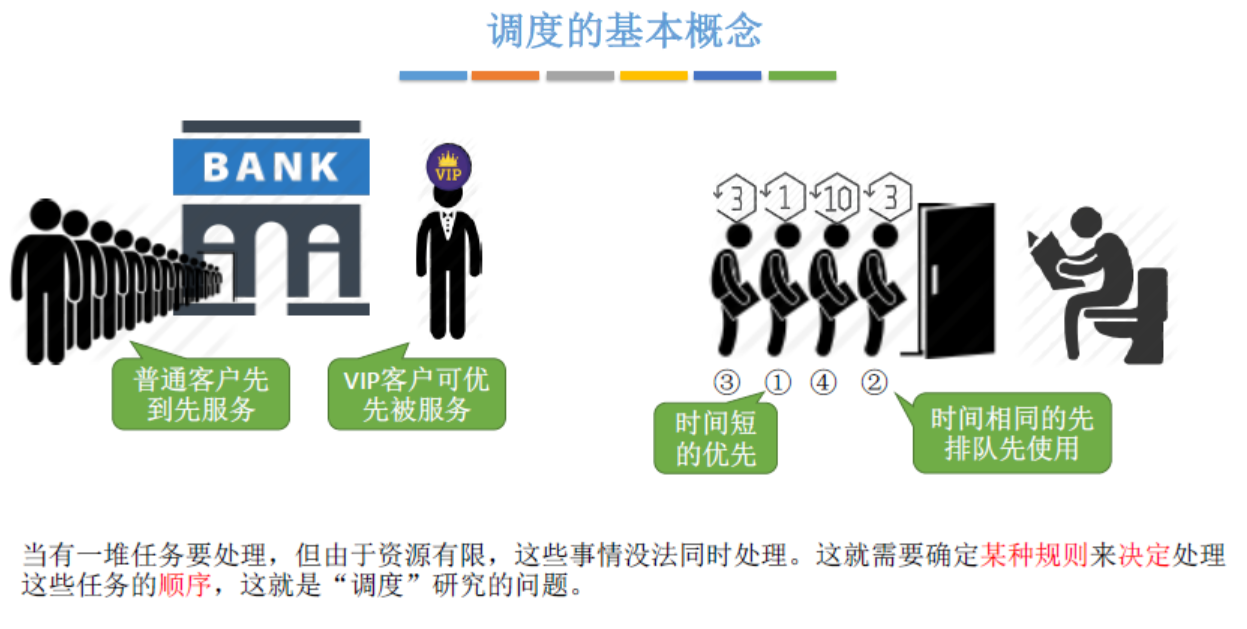 调度的基本概念
BANK
VIP
普通客户先
到先服务
VIP客户可优
先被服务
3 1 10 3
③ ① ④ ②
时间短
的优先
时间相同的先
排队先使用
当有一堆任务要处理，但由于资源有限，这些事情没法同时处理。这就需要确定某种规则来决定处理
这些任务的顺序，这就是“调度”研究的问题。